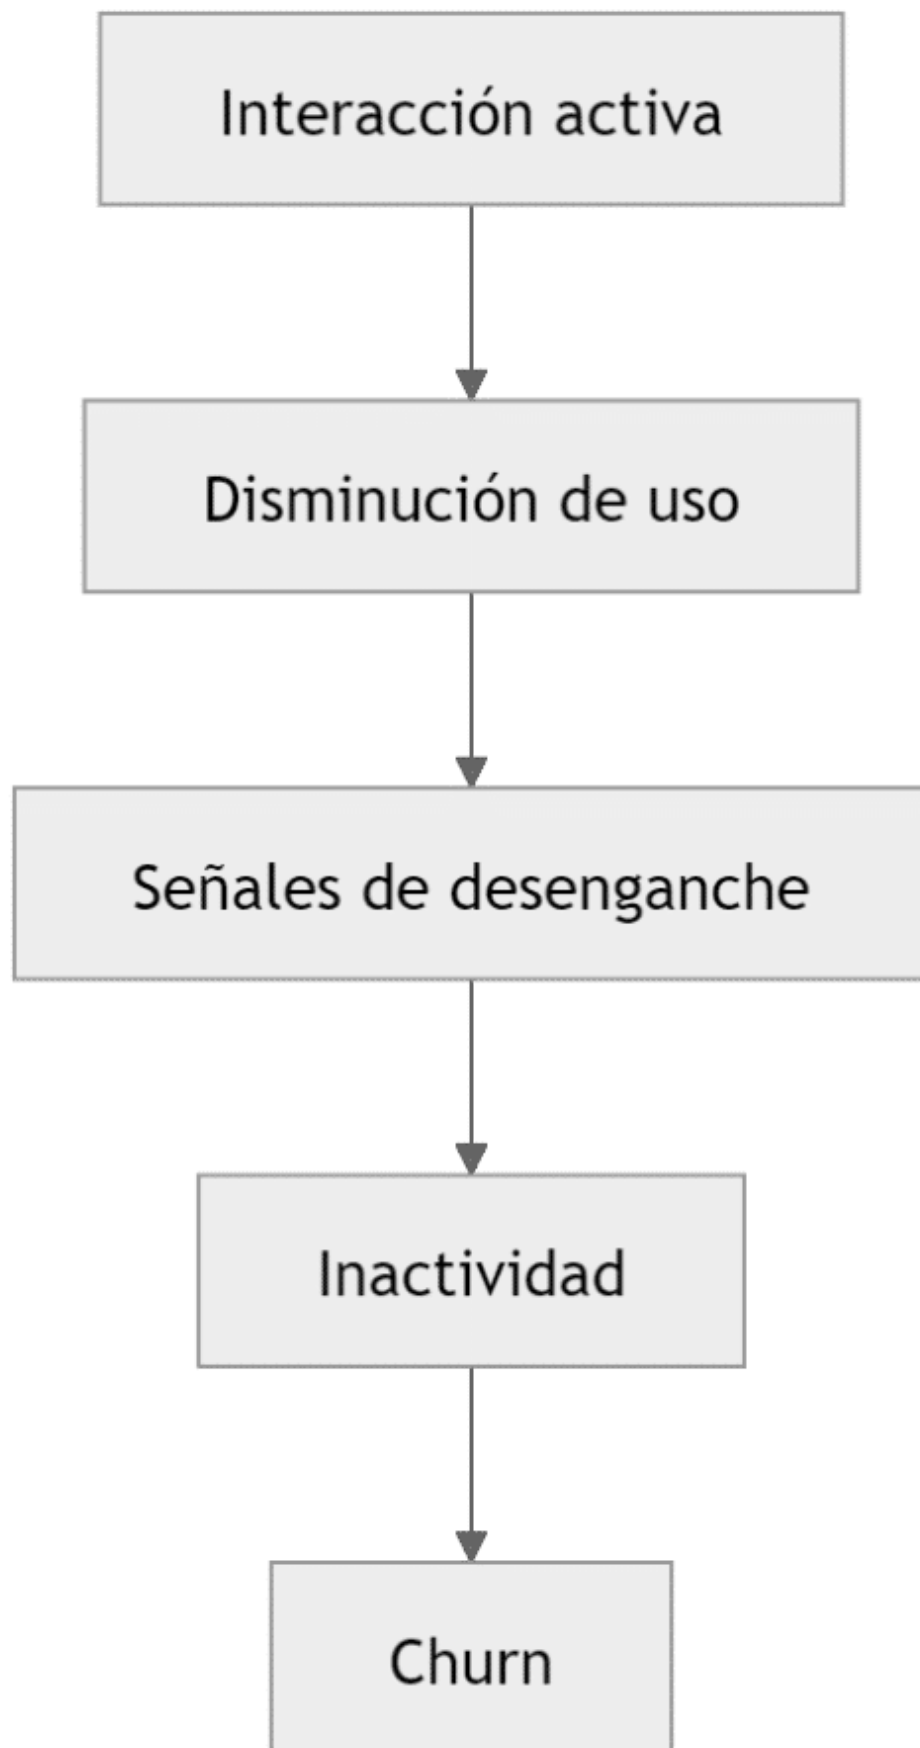 Interacción activa
Disminución de uso
Señales de desenganche
Inactividad
Churn